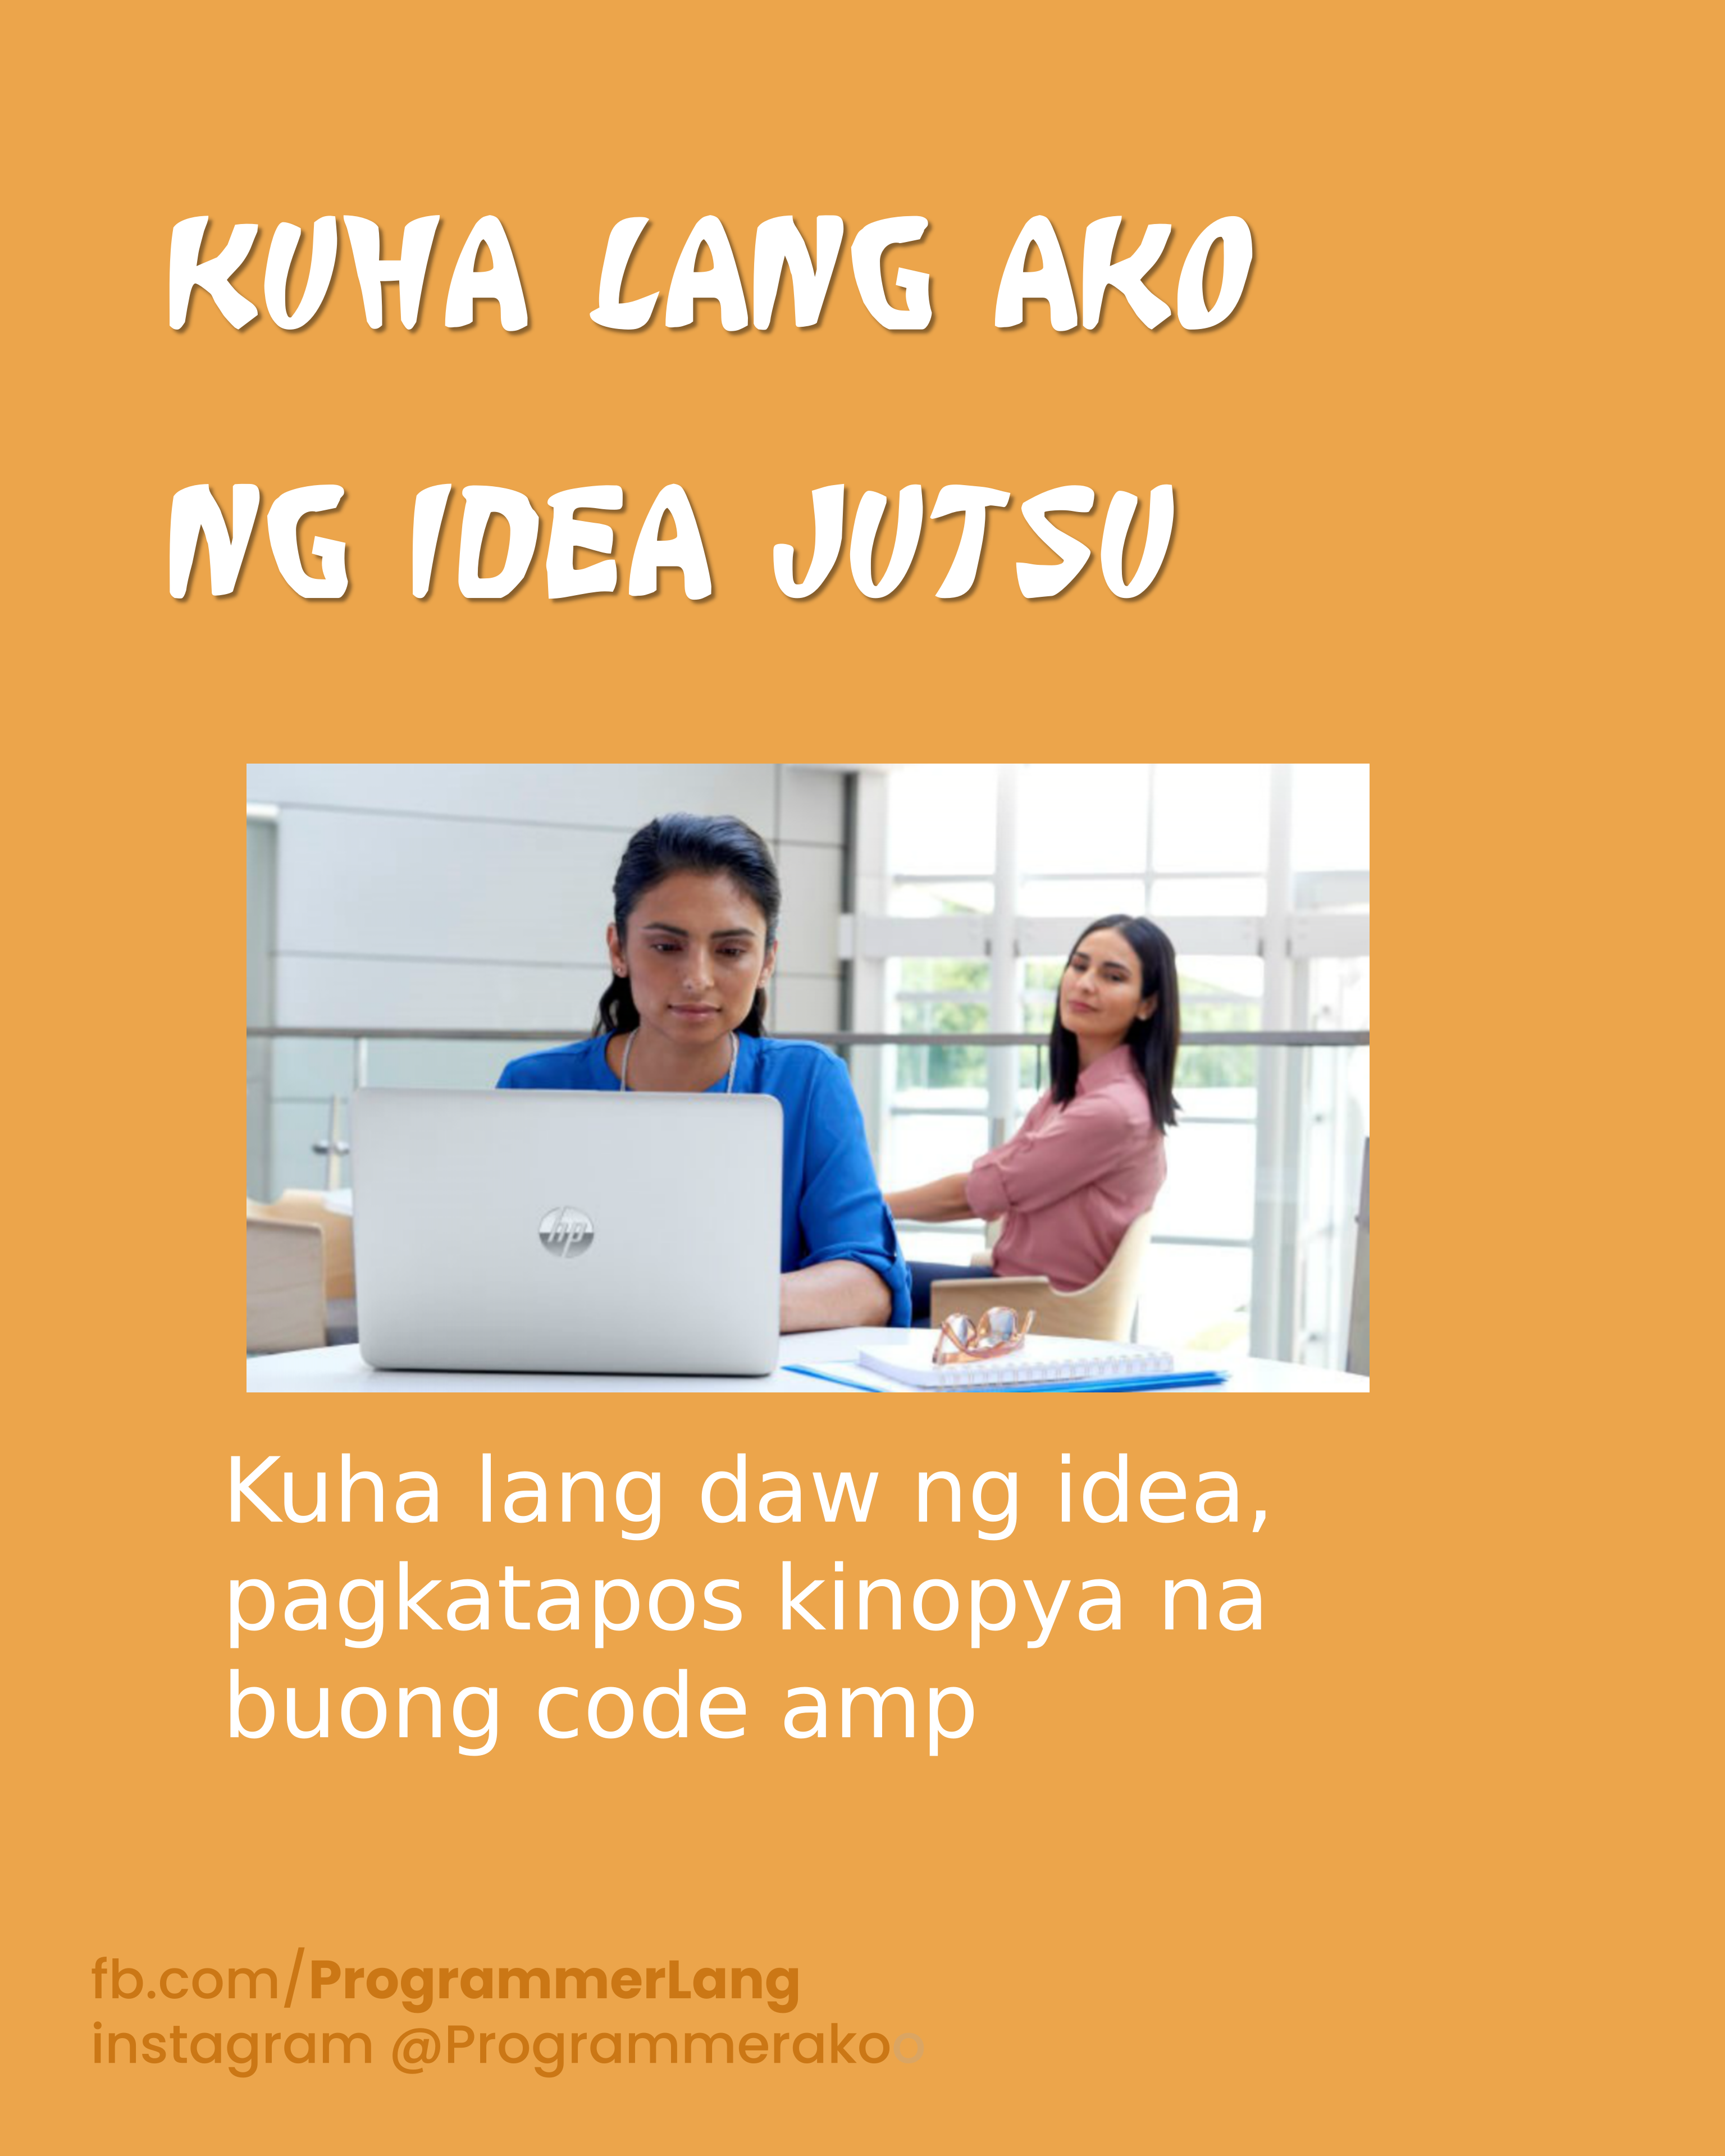 KUHA LANG AKO
NG IDEA JUTSU
hp
Kuha lang daw ng idea,
pagkatapos kinopya na
buong code amp
fb.com/ProgrammerLang
instagram @Programmerakoo